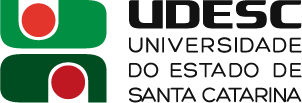 UDESC
UNIVERSIDADE
DO ESTADO DE
SANTA CATARINA